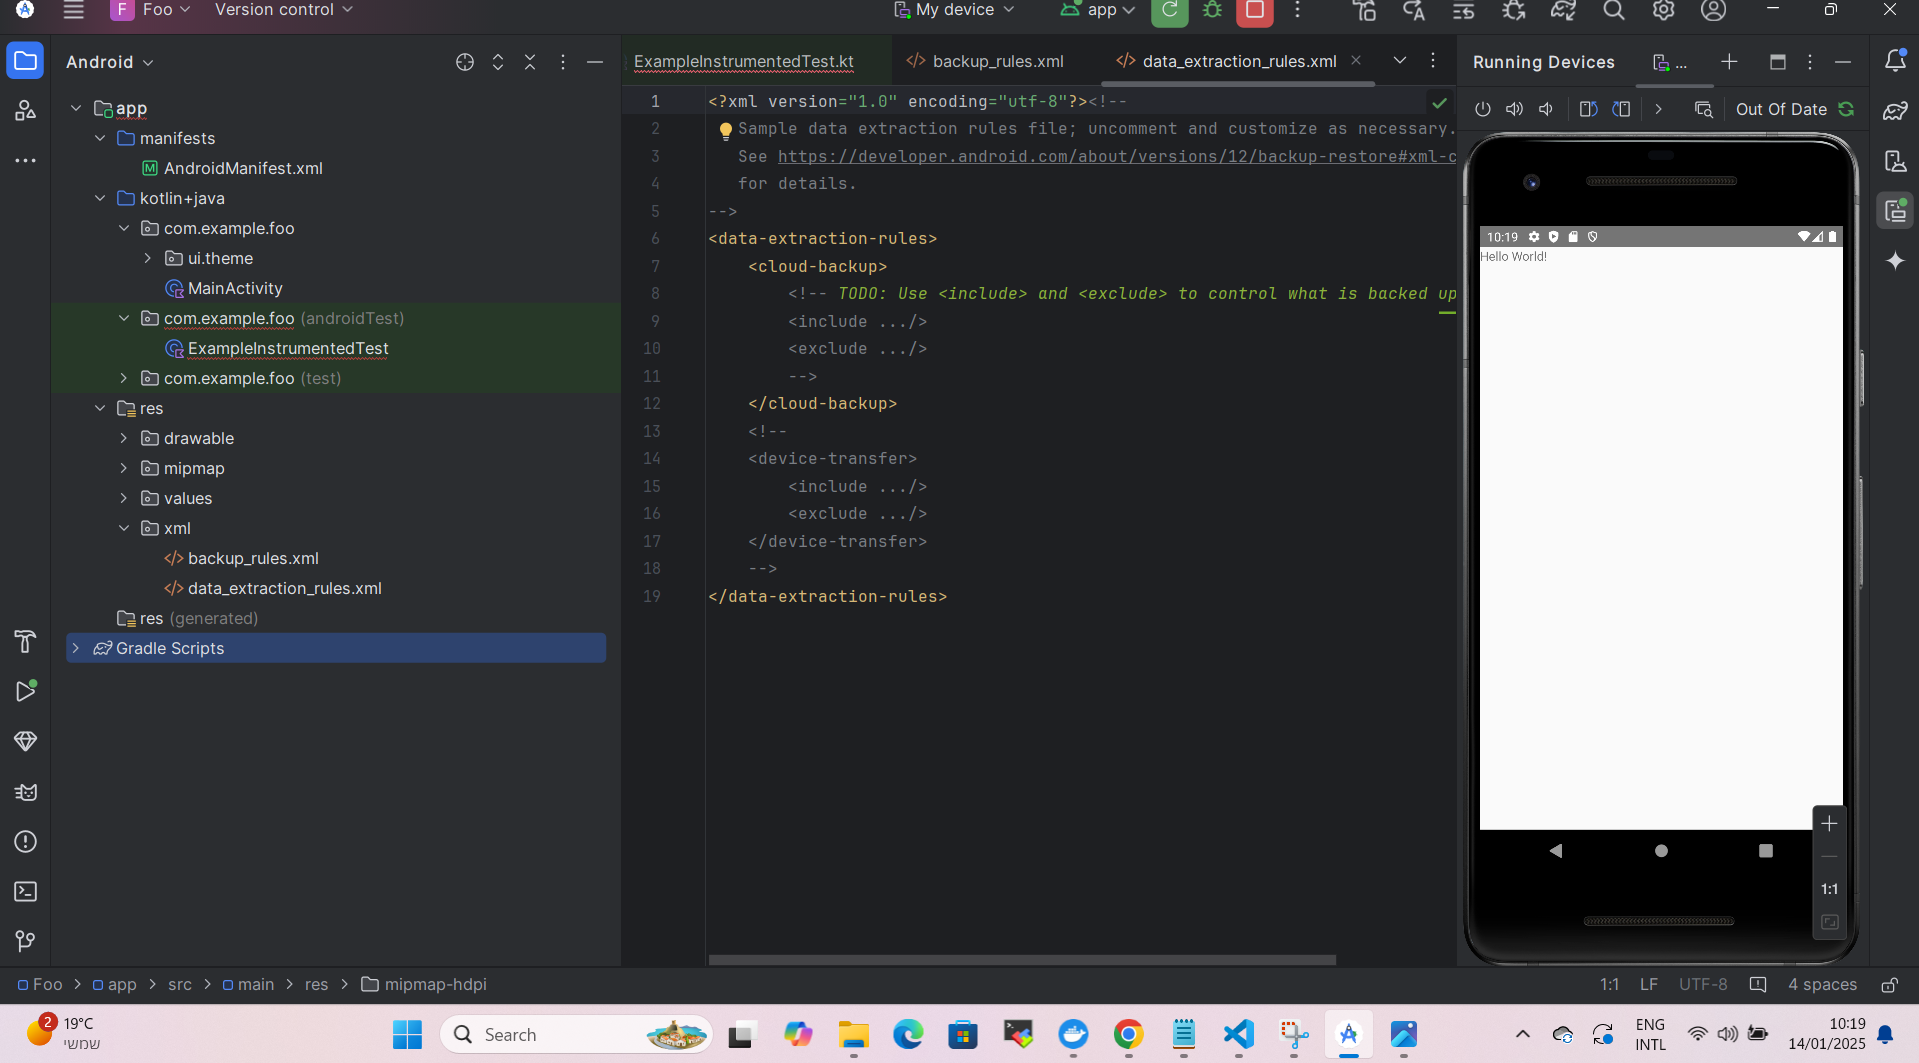 F Foo Version control My device app
Android
app
manifests
AndroidManifest.xml
kotlin+java
com.example.foo
ui.theme
MainActivity
com.example.foo (androidTest)
ExampleInstrumentedTest
com.example.foo (test)
res
drawable
mipmap
values
xml
backup_rules.xml
data_extraction_rules.xml
res (generated)
Gradle Scripts
ExampleInstrumentedTest.kt backup_rules.xml data_extraction_rules.xml
1 <?xml version="1.0" encoding="utf-8"?><!--
2 Sample data extraction rules file; uncomment and customize as necessary.
3 See https://developer.android.com/about/versions/12/backup-restore#xml-c
4 for details.
5 -->
6 <data-extraction-rules>
7 <cloud-backup>
8 <!-- TODO: Use <include> and <exclude> to control what is backed up
9 <include .../>
10 <exclude .../>
11 -->
12 </cloud-backup>
13 <!--
14 <device-transfer>
15 <include .../>
16 <exclude .../>
17 </device-transfer>
18 -->
19 </data-extraction-rules>
Running Devices ...
Out Of Date
10:19
Hello World!
1:1
Foo > app > src > main > res > mipmap-hdpi
1:1 LF UTF-8 4 spaces
2 19°C
שמשי
Search
ENG
INTL
10:19
14/01/2025